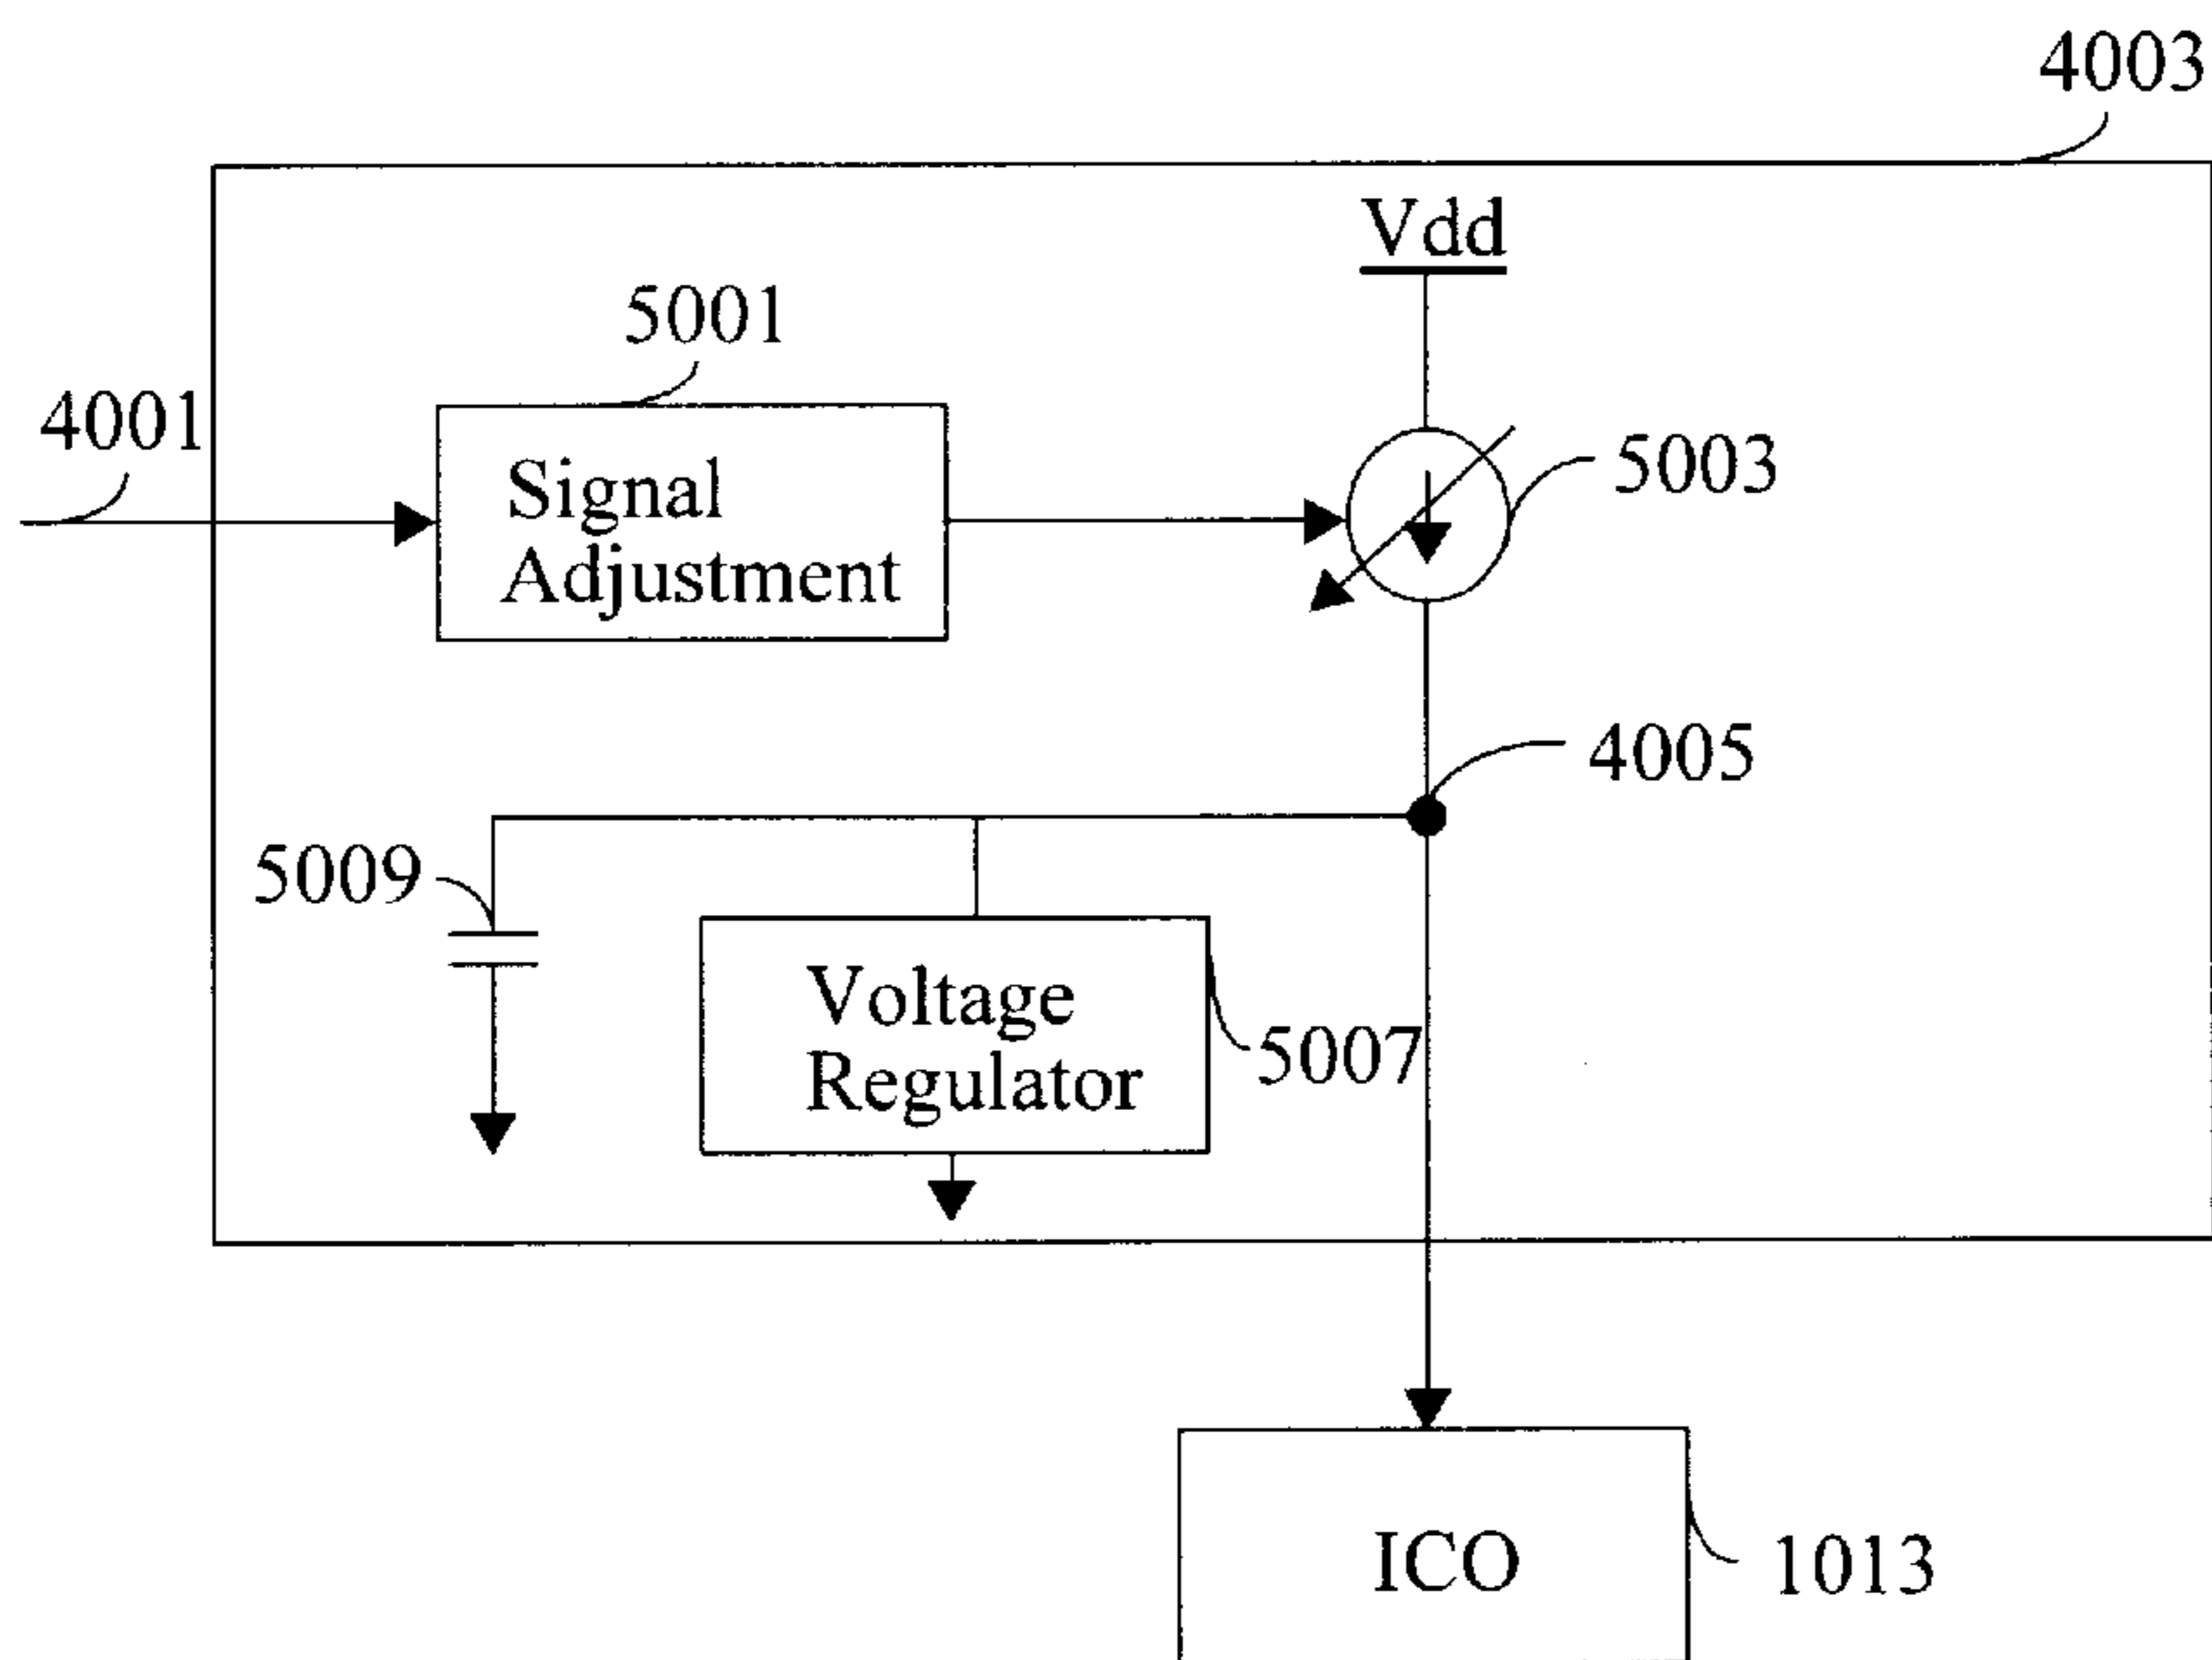 4003
Vdd
5001
4001
Signal
Adjustment
5003
4005
5009
Voltage
Regulator
5007
ICO
1013